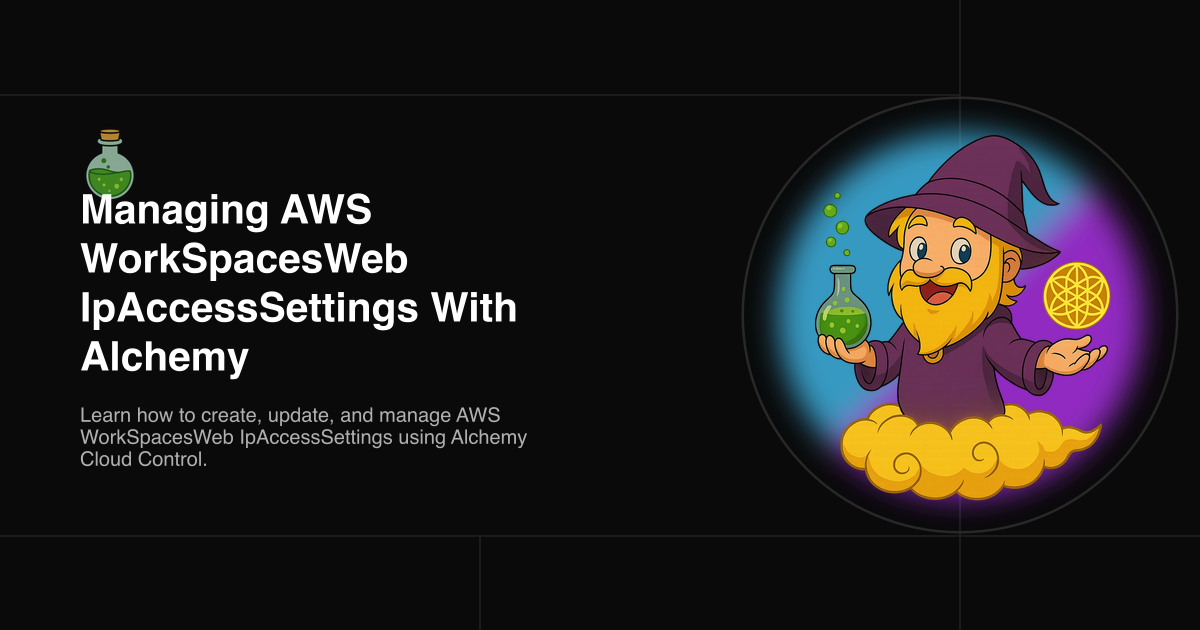 Managing AWS
WorkSpacesWeb
IpAccessSettings With
Alchemy
Learn how to create, update, and manage AWS
WorkSpacesWeb IpAccessSettings using Alchemy
Cloud Control.